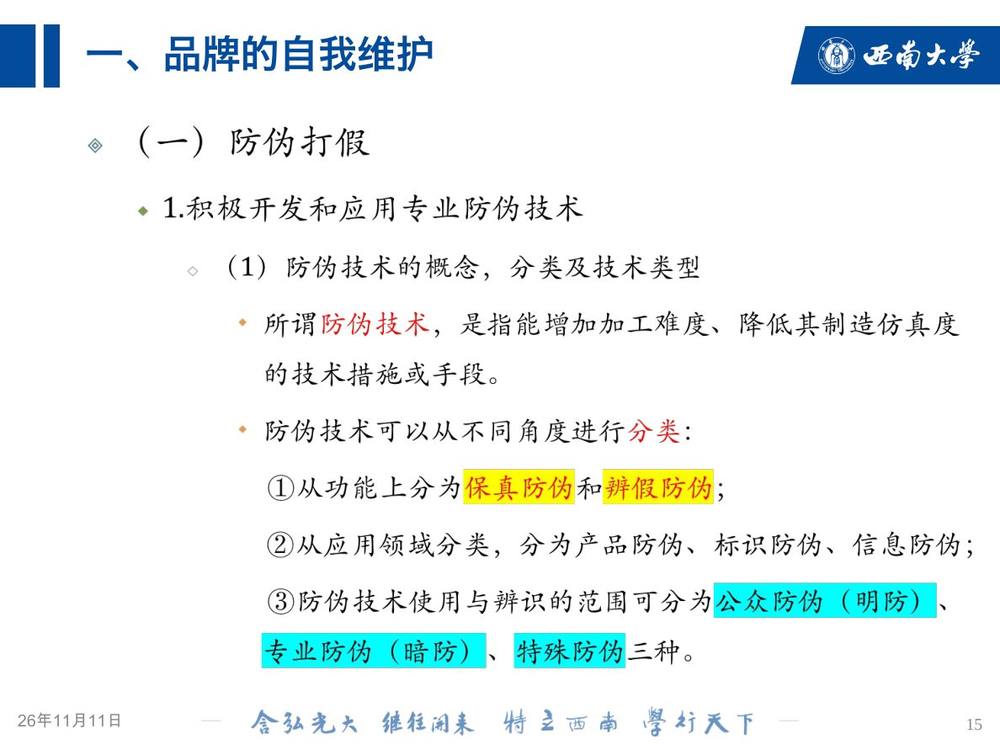 一、品牌的自我维护
西南大学
（一）防伪打假
1.积极开发和应用专业防伪技术
（1）防伪技术的概念，分类及技术类型
所谓防伪技术，是指能增加加工难度、降低其制造仿真度
的技术措施或手段。
防伪技术可以从不同角度进行分类：
①从功能上分为保真防伪和辨假防伪；
②从应用领域分类，分为产品防伪、标识防伪、信息防伪；
③防伪技术使用与辨识的范围可分为公众防伪（明防）、
专业防伪（暗防）、特殊防伪三种。
26年11月11日
含弘光大 继往开来 特立西南 學行天下
15